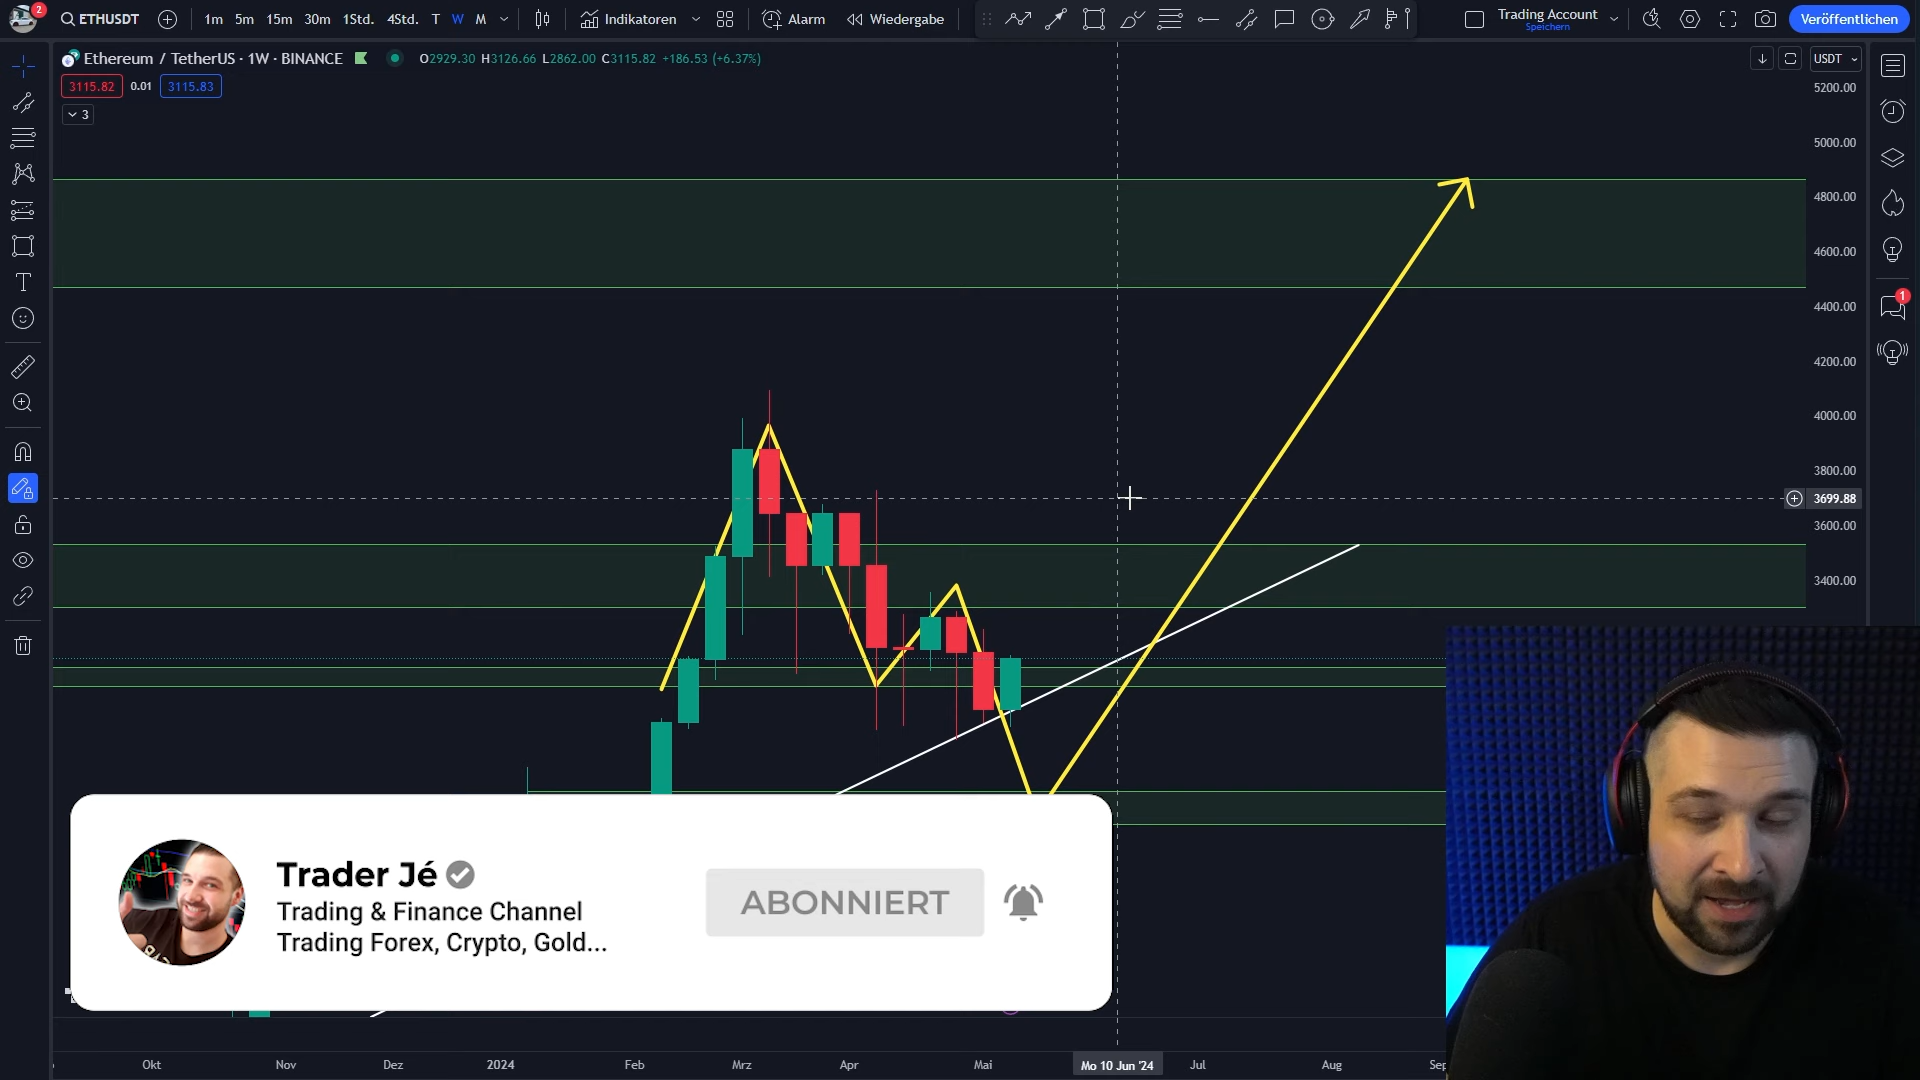 2
ETHUSDT
1m 5m 15m 30m 1Std. 4Std. T W M
Indikatoren
Alarm
Wiedergabe
Trading Account
Speichern
Veröffentlichen
Ethereum / TetherUS · 1W · BINANCE
O2929.30 H3126.66 L2862.00 C3115.82 +186.53 (+6.37%)
USDT
3115.82 0.01 3115.83
3
5200.00
5000.00
4800.00
4600.00
4400.00
4200.00
4000.00
3800.00
3699.88
3600.00
3400.00
1
Trader Jé
Trading & Finance Channel
Trading Forex, Crypto, Gold...
ABONNIERT
Okt Nov Dez 2024 Feb Mrz Apr Mai Mo 10 Jun '24 Jul Aug Sep